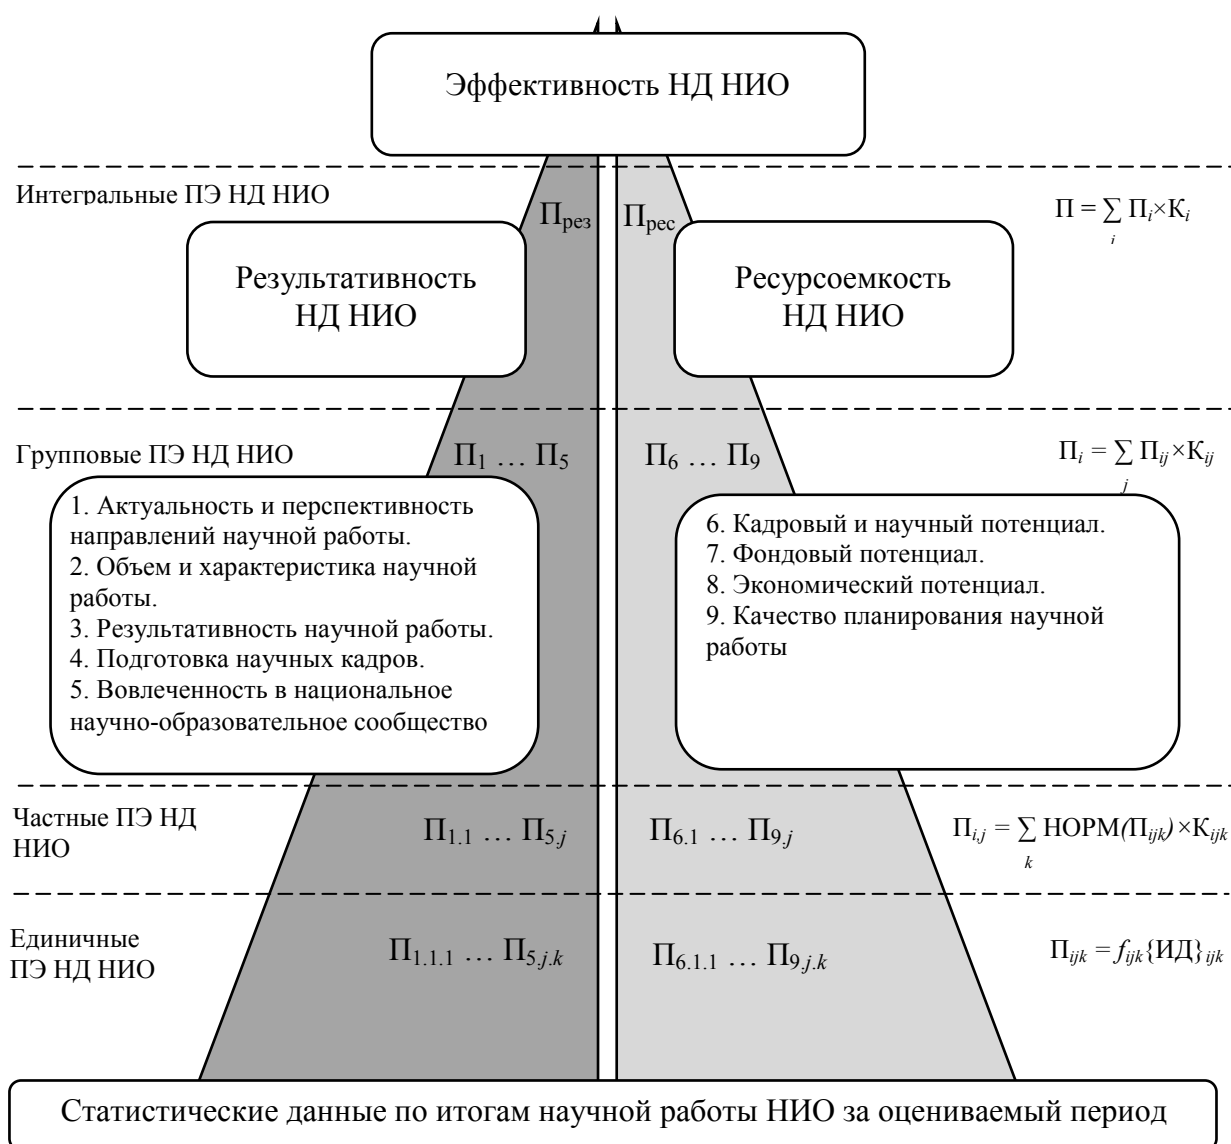 Эффективность НД НИО
Интегральные ПЭ НД НИО
През
Прес
П = ∑ Пi×Кi
i
Результативность
НД НИО
Ресурсоемкость
НД НИО
Групповые ПЭ НД НИО
П1 … П5
П6 … П9
Пi = ∑ Пij×Кij
j
1. Актуальность и перспективность
направлений научной работы.
2. Объем и характеристика научной
работы.
3. Результативность научной работы.
4. Подготовка научных кадров.
5. Вовлеченность в национальное
научно-образовательное сообщество
6. Кадровый и научный потенциал.
7. Фондовый потенциал.
8. Экономический потенциал.
9. Качество планирования научной
работы
Частные ПЭ НД
НИО
П1.1 … П5.j
П6.1 … П9.j
Пi,j = ∑ НОРМ(Пijk)×Кijk
k
Единичные
ПЭ НД НИО
П1.1.1 … П5.j.k
П6.1.1 … П9.j.k
Пijk = fijk{ИД}ijk
Статистические данные по итогам научной работы НИО за оцениваемый период